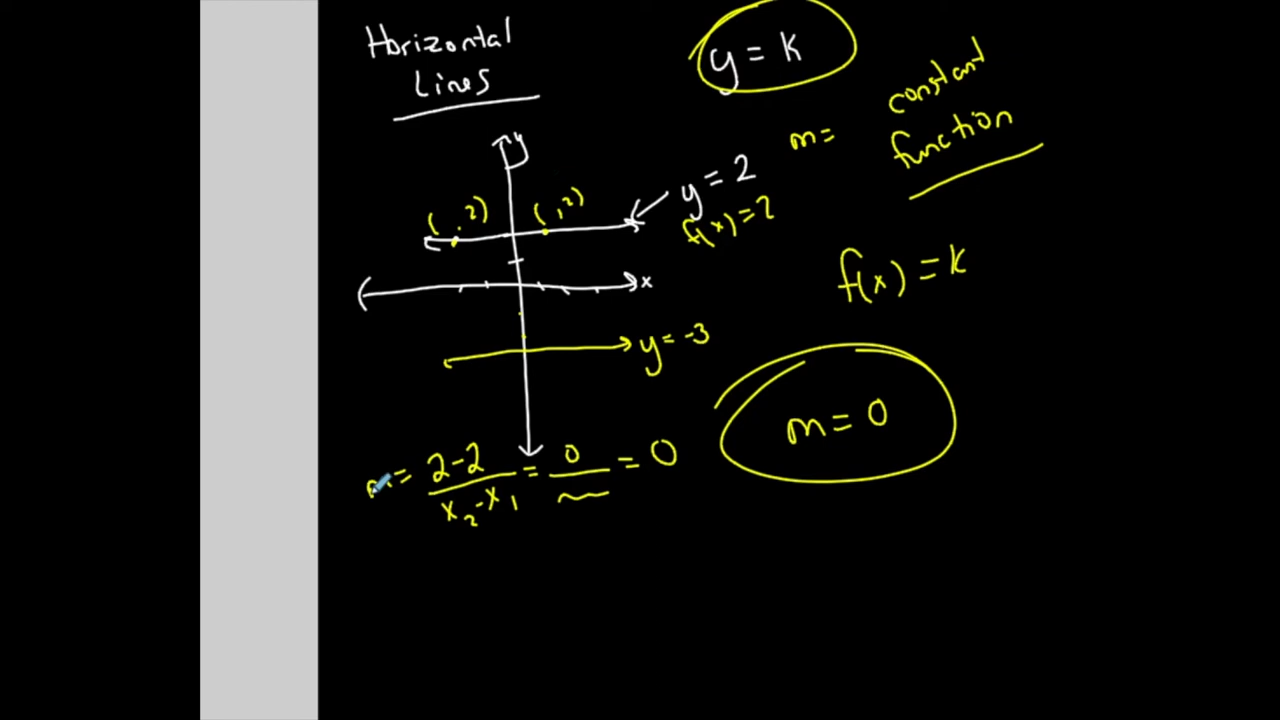 Horizontal
Lines
y = k
constant
function
m=
y
y = 2
f(x) = 2
( , 2)
( , 2)
f(x) = k
x
y = -3
m = 0
m = 2-2 / x₂-x₁ = 0 / = 0